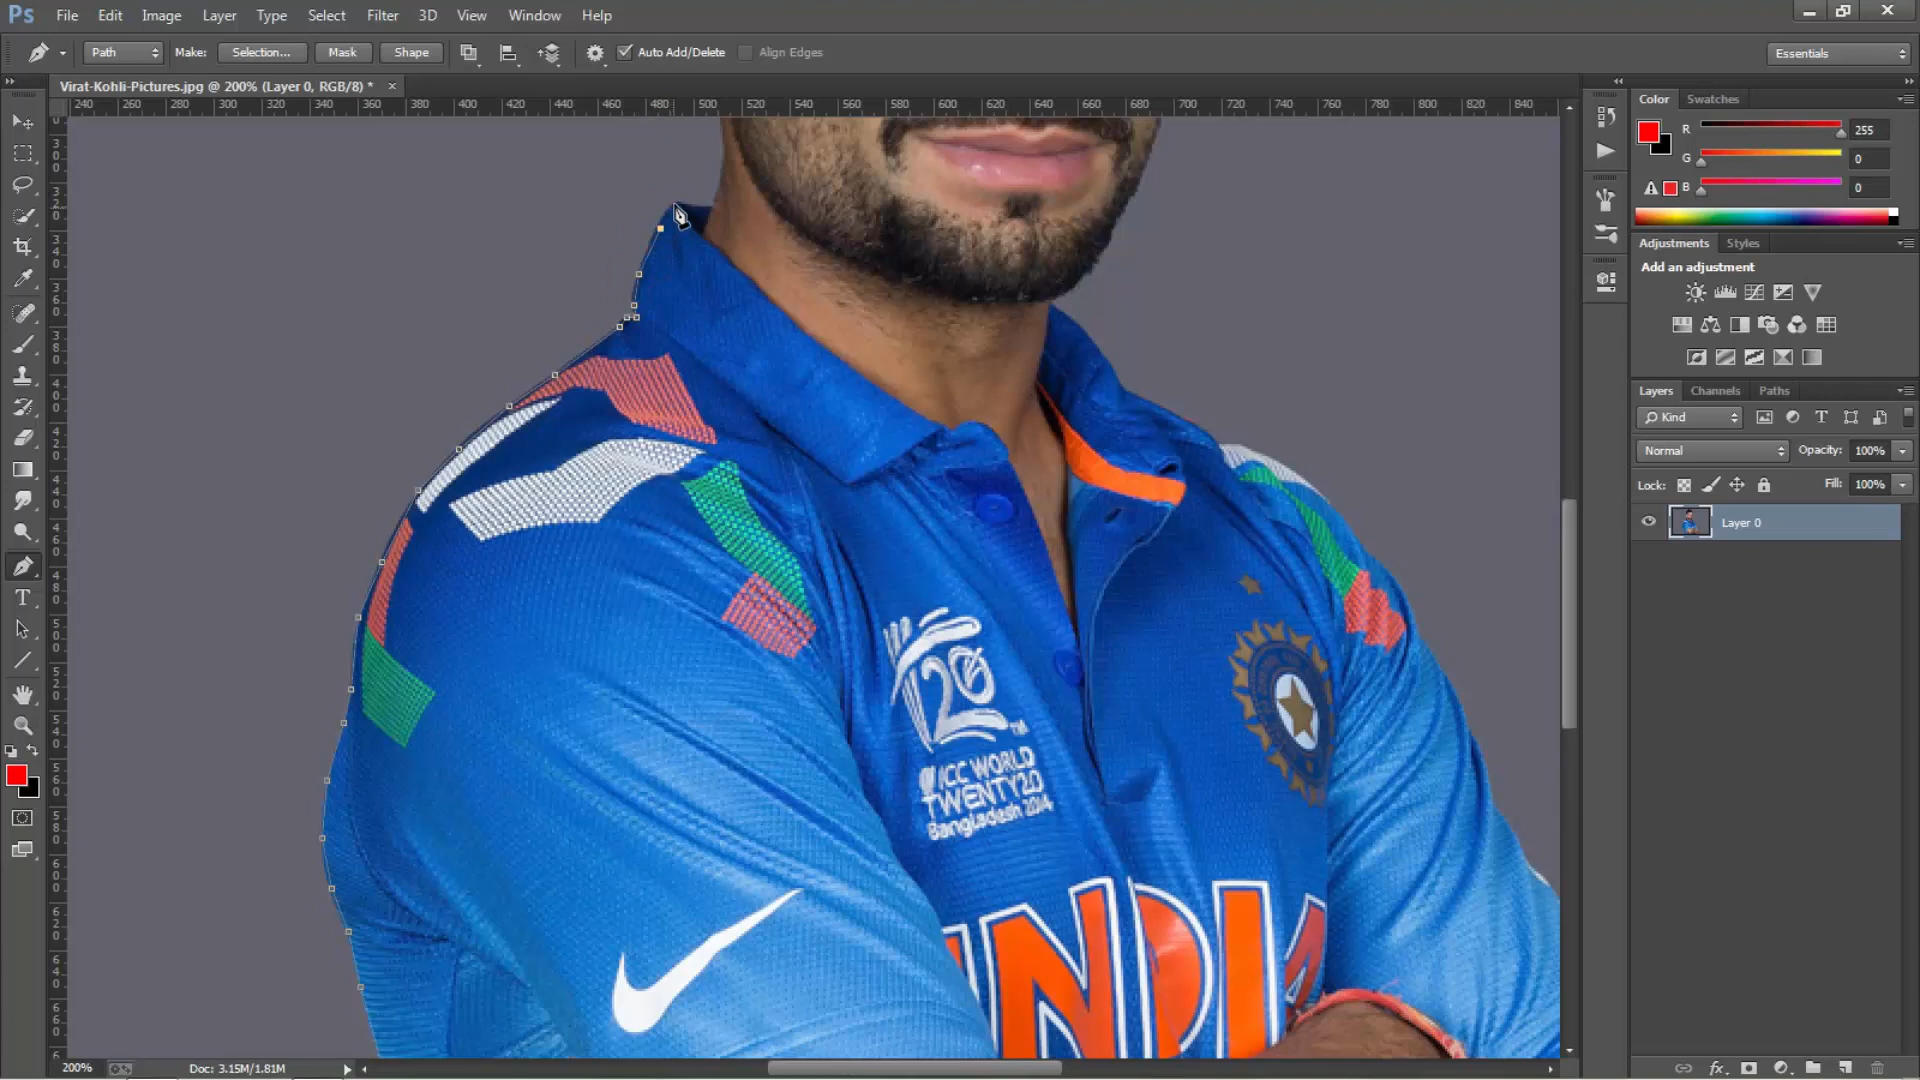 Ps File Edit Image Layer Type Select Filter 3D View Window Help
Path Make: Selection... Mask Shape Auto Add/Delete Align Edges Essentials
Virat-Kohli-Pictures.jpg @ 200% (Layer 0, RGB/8) * ×
240 260 280 300 320 340 360 380 400 420 440 460 480 500 520 540 560 580 600 620 640 660 680 700 720 740 760 780 800 820 840
Color Swatches
R 255
G 0
B 0
Adjustments Styles
Add an adjustment
Layers Channels Paths
Kind
Normal Opacity: 100%
Lock: Fill: 100%
Layer 0
T20
TM
ICC WORLD
TWENTY20
Bangladesh 2014
INDIA
200% Doc: 3.15M/1.81M
fx